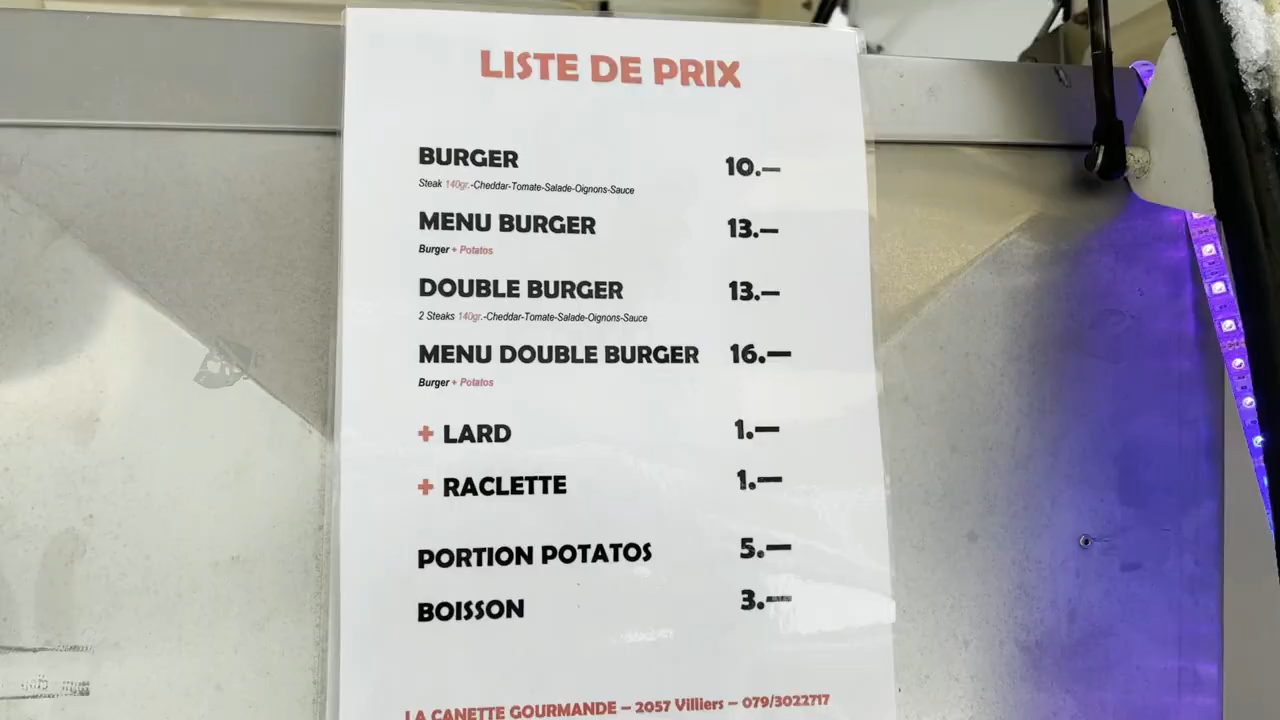 LISTE DE PRIX
BURGER 10.—
Steak 140gr.-Cheddar-Tomate-Salade-Oignons-Sauce
MENU BURGER 13.—
Burger + Potatos
DOUBLE BURGER 13.—
2 Steaks 140gr.-Cheddar-Tomate-Salade-Oignons-Sauce
MENU DOUBLE BURGER 16.—
Burger + Potatos
+ LARD 1.—
+ RACLETTE 1.—
PORTION POTATOS 5.—
BOISSON 3.—
LA CANETTE GOURMANDE – 2057 Villiers – 079/3022717